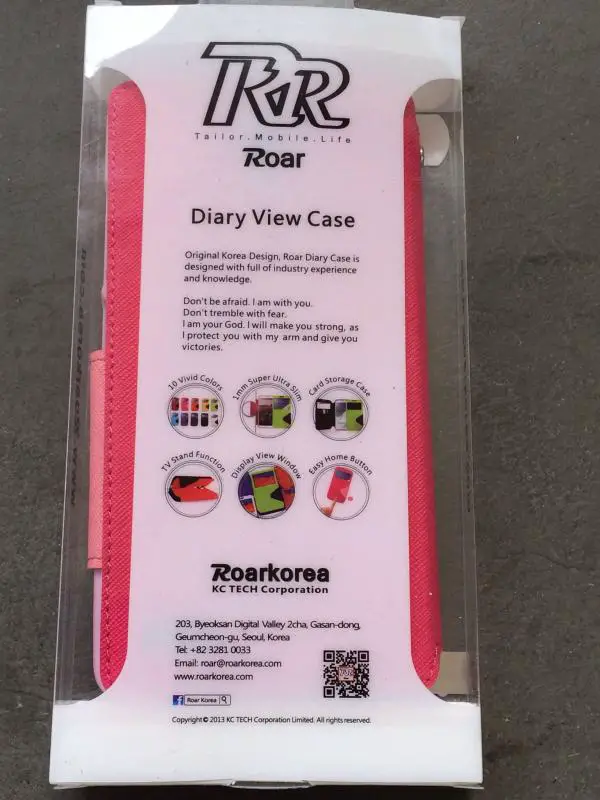 RR
Tailor.Mobile.Life
Roar
Diary View Case
Original Korea Design, Roar Diary Case is
designed with full of industry experience
and knowledge.
Don't be afraid. I am with you.
Don't tremble with fear.
I am your God. I will make you strong, as
I protect you with my arm and give you
victories.
10 Vivid Colors
1mm Super Ultra Slim
Card Storage Case
TV Stand Function
Display View Window
Easy Home Button
Roarkorea
KC TECH Corporation
203, Byeoksan Digital Valley 2cha, Gasan-dong,
Geumcheon-gu, Seoul, Korea
Tel: +82 3281 0033
Email: roar@roarkorea.com
www.roarkorea.com
f Roar Korea
Copyright © 2013 KC TECH Corporation Limited. All rights reserved.